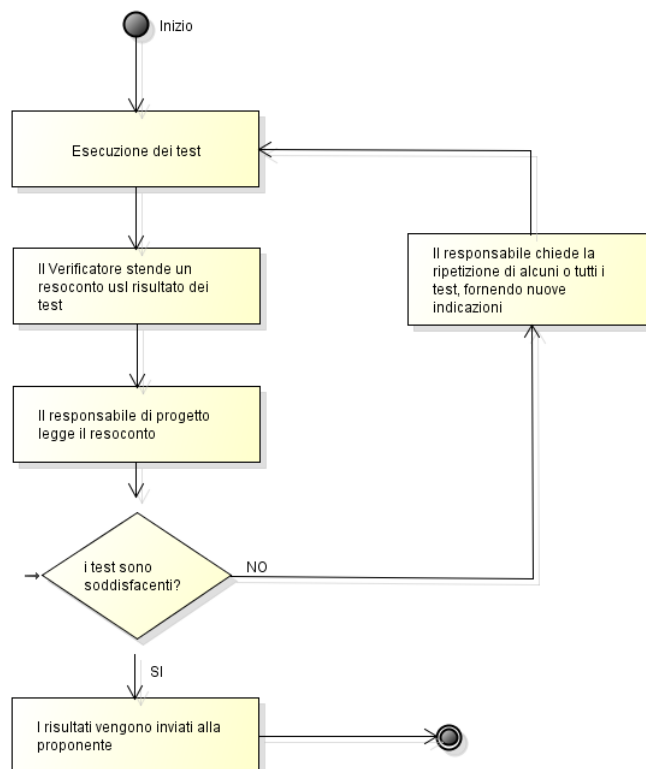 Inizio
Esecuzione dei test
Il Verificatore stende un
resoconto usl risultato dei
test
Il responsabile chiede la
ripetizione di alcuni o tutti i
test, fornendo nuove
indicazioni
Il responsabile di progetto
legge il resoconto
i test sono
soddisfacenti?
NO
SI
I risultati vengono inviati alla
proponente